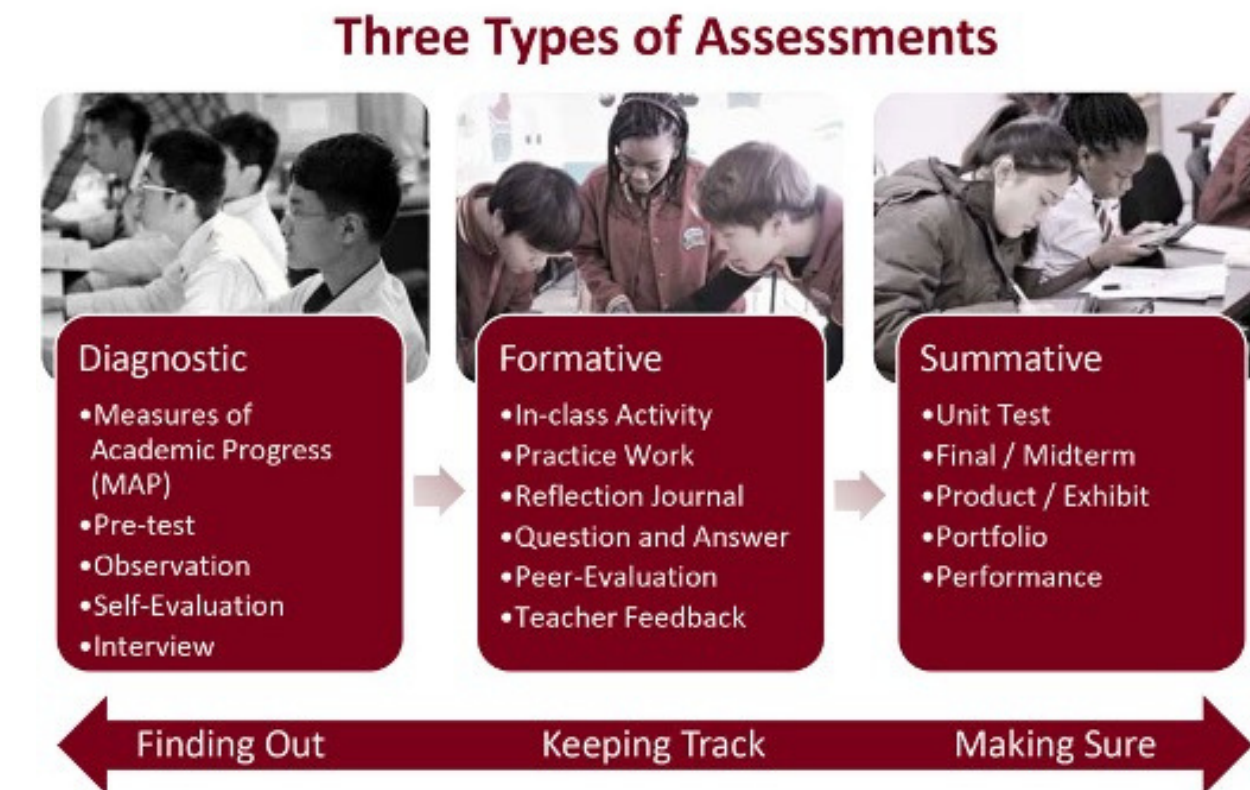 Three Types of Assessments
Diagnostic
•Measures of
Academic Progress
(MAP)
•Pre-test
•Observation
•Self-Evaluation
•Interview
Formative
•In-class Activity
•Practice Work
•Reflection Journal
•Question and Answer
•Peer-Evaluation
•Teacher Feedback
Summative
•Unit Test
•Final / Midterm
•Product / Exhibit
•Portfolio
•Performance
Finding Out
Keeping Track
Making Sure